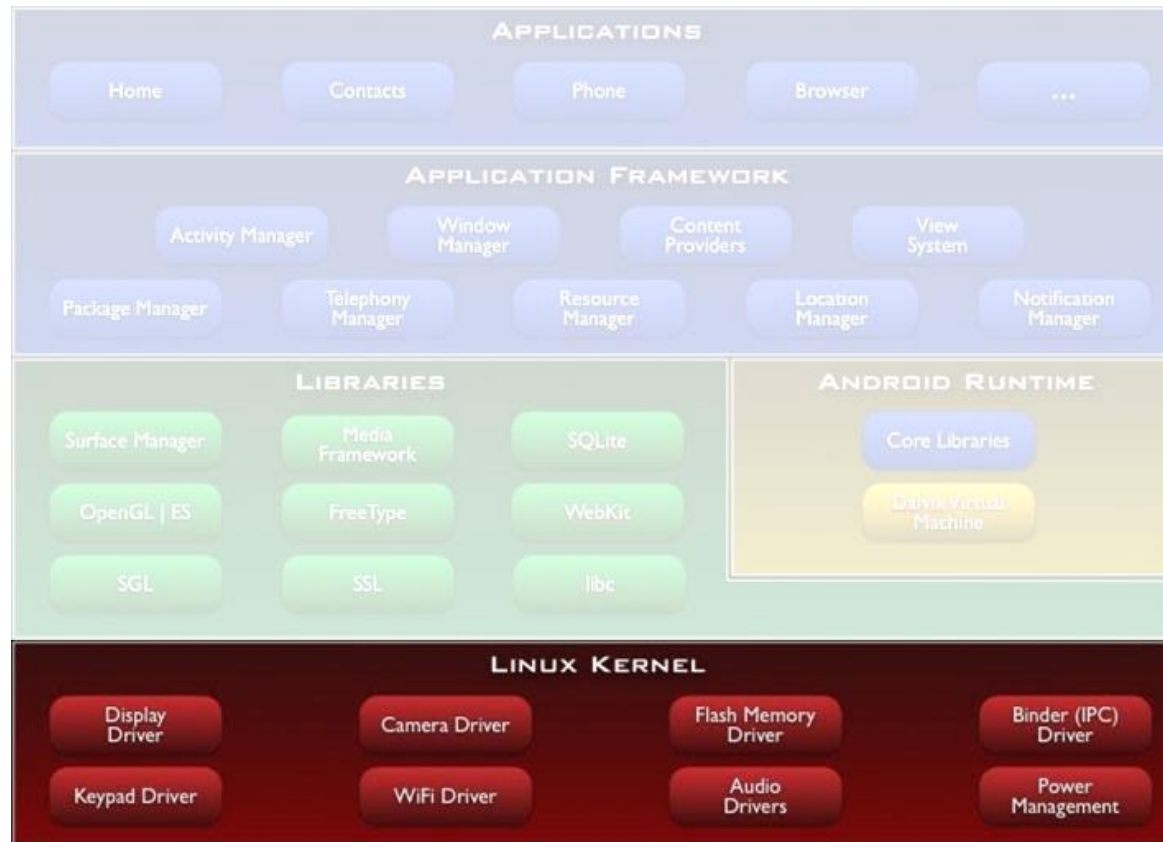 APPLICATIONS
Home Contacts Phone Browser ...
APPLICATION FRAMEWORK
Activity Manager
Window
Manager
Content
Providers
View
System
Package Manager
Telephony
Manager
Resource
Manager
Location
Manager
Notification
Manager
LIBRARIES
Surface Manager
Media
Framework
SQLite
OpenGL | ES FreeType WebKit
SGL SSL libc
ANDROID RUNTIME
Core Libraries
Dalvik Virtual
Machine
LINUX KERNEL
Display
Driver
Camera Driver
Flash Memory
Driver
Binder (IPC)
Driver
Keypad Driver
WiFi Driver
Audio
Drivers
Power
Management